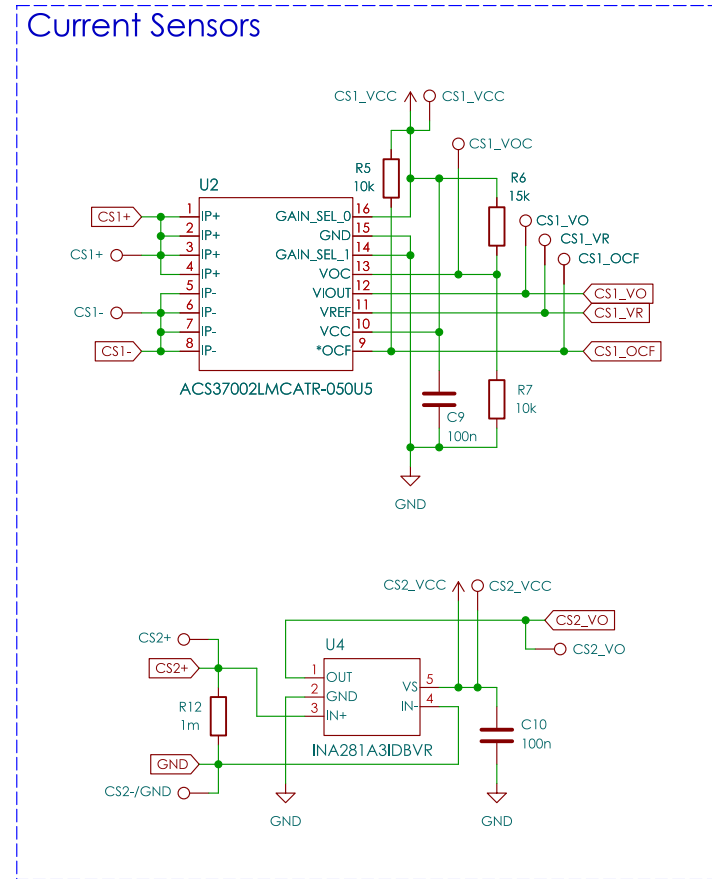 Current Sensors
CS1_VCC CS1_VCC
CS1_VOC
R5
10k
R6
15k
U2
CS1+ 1 IP+ GAIN_SEL_0 16
2 IP+ GND 15
CS1+ 3 IP+ GAIN_SEL_1 14
4 IP+ VOC 13
5 IP- VIOUT 12
CS1- 6 IP- VREF 11
7 IP- VCC 10
CS1- 8 IP- *OCF 9
CS1_VO
CS1_VR
CS1_OCF
CS1_VO
CS1_VR
CS1_OCF
ACS37002LMCATR-050U5
C9
100n
R7
10k
GND
CS2_VCC CS2_VCC
CS2_VO
CS2_VO
CS2+
CS2+
U4
1 OUT VS 5
2 GND IN- 4
3 IN+
R12
1m
INA281A3IDBVR
C10
100n
GND
CS2-/GND
GND
GND